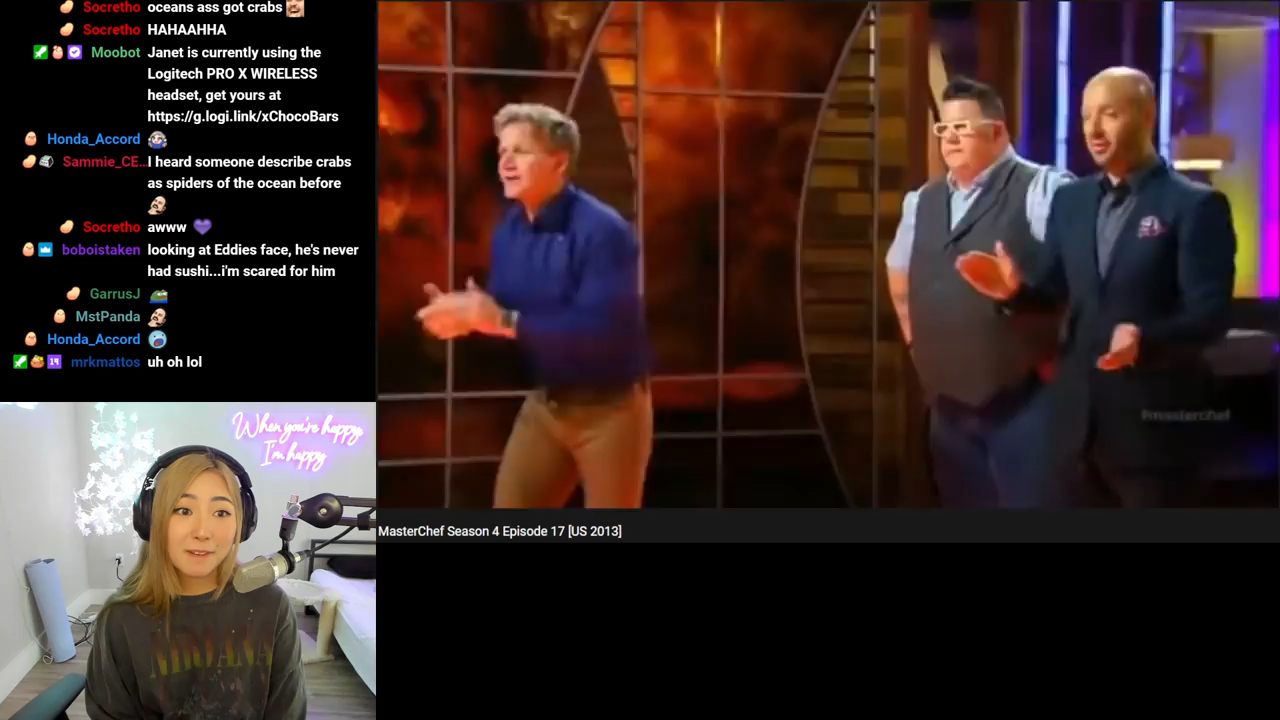 Socretho oceans ass got crabs
Socretho HAHAAHHA
Moobot Janet is currently using the
Logitech PRO X WIRELESS
headset, get yours at
https://g.logi.link/xChocoBars
Honda_Accord
Sammie_CE… I heard someone describe crabs
as spiders of the ocean before
Socretho awww
boboistaken looking at Eddies face, he's never
had sushi...i'm scared for him
GarrusJ
MstPanda
Honda_Accord
19 mrkmattos uh oh lol
When you're happy
I'm happy
NIRVANA
#masterchef
MasterChef Season 4 Episode 17 [US 2013]